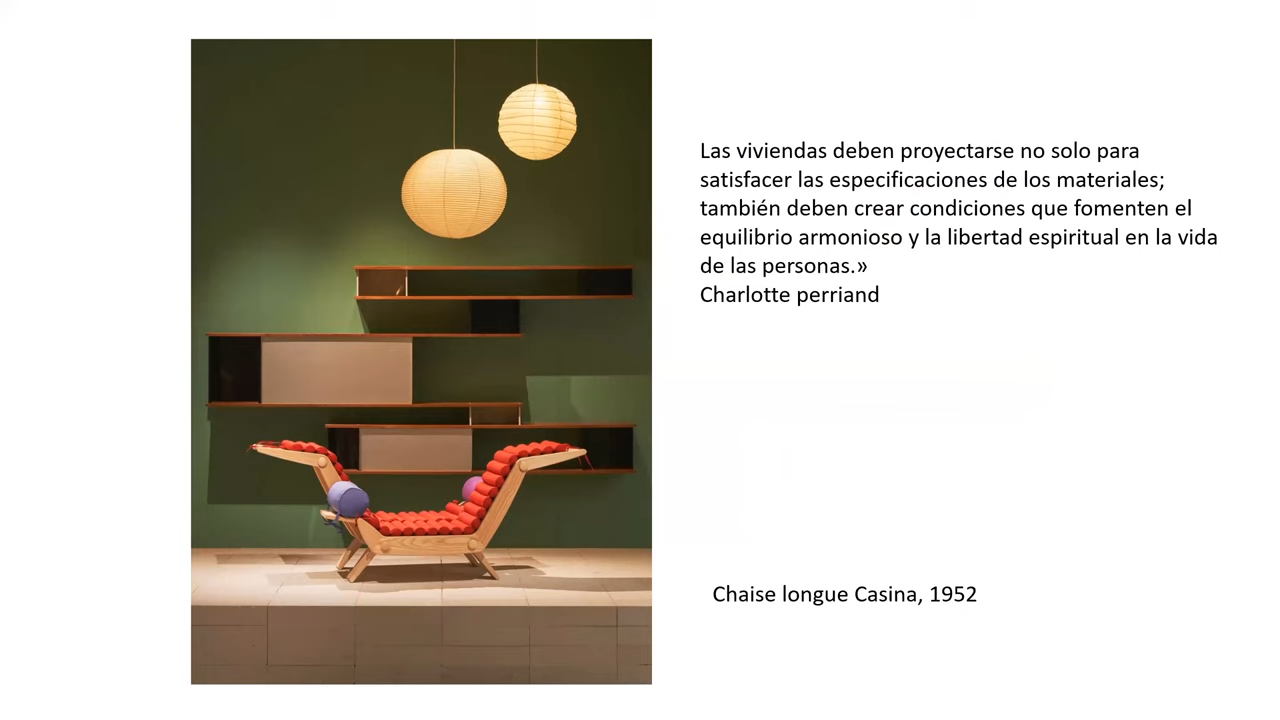 Las viviendas deben proyectarse no solo para
satisfacer las especificaciones de los materiales;
también deben crear condiciones que fomenten el
equilibrio armonioso y la libertad espiritual en la vida
de las personas.»
Charlotte perriand
Chaise longue Casina, 1952